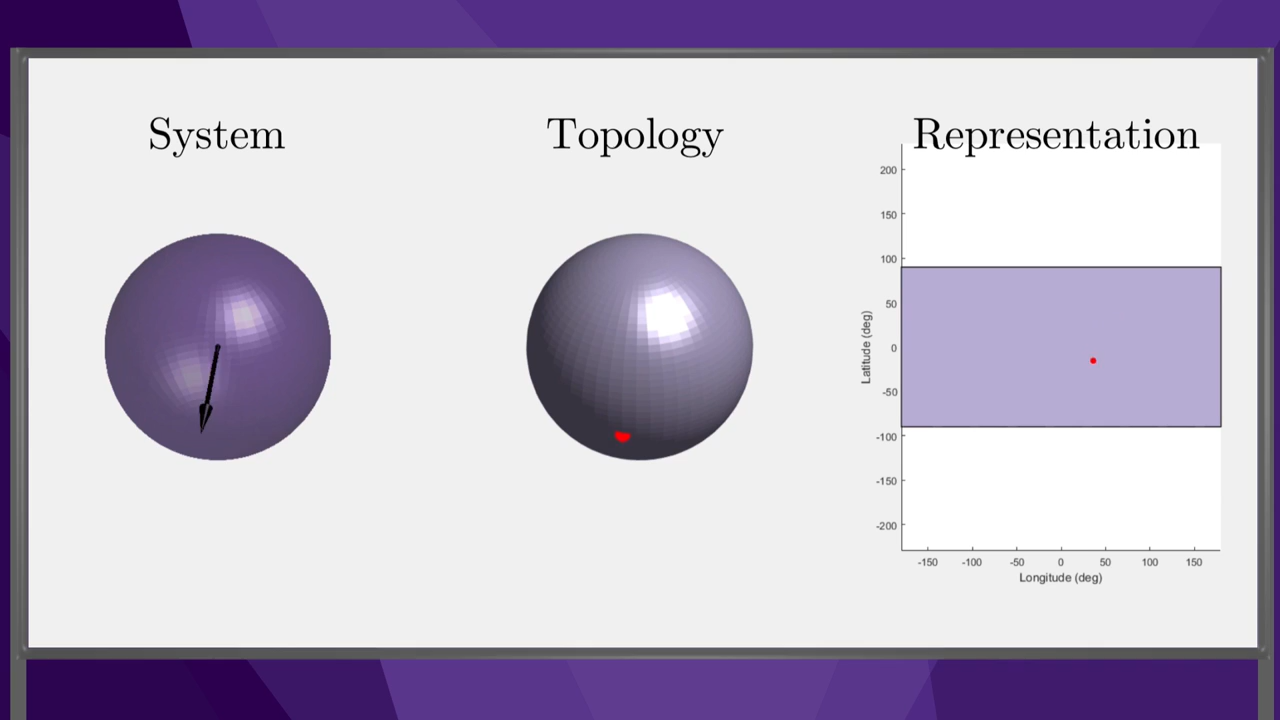 System
Topology
Representation
200
150
100
50
0
-50
-100
-150
-200
Latitude (deg)
-150 -100 -50 0 50 100 150
Longitude (deg)